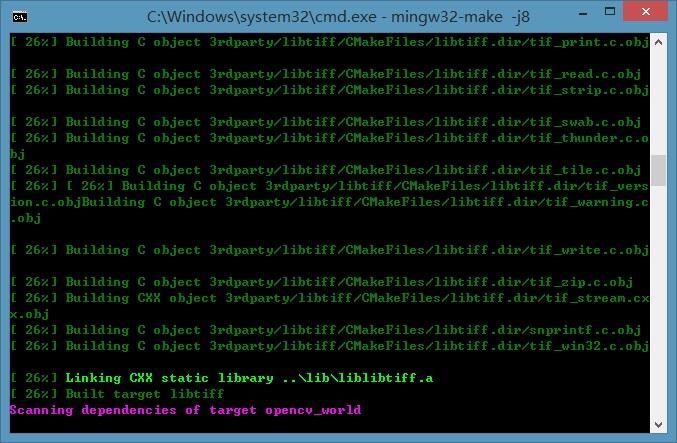 C:\Windows\system32\cmd.exe - mingw32-make  -j8
[ 26%] Building C object 3rdparty/libtiff/CMakeFiles/libtiff.dir/tif_print.c.obj
[ 26%] Building C object 3rdparty/libtiff/CMakeFiles/libtiff.dir/tif_read.c.obj
[ 26%] Building C object 3rdparty/libtiff/CMakeFiles/libtiff.dir/tif_strip.c.obj
[ 26%] Building C object 3rdparty/libtiff/CMakeFiles/libtiff.dir/tif_swab.c.obj
[ 26%] Building C object 3rdparty/libtiff/CMakeFiles/libtiff.dir/tif_thunder.c.o
bj
[ 26%] Building C object 3rdparty/libtiff/CMakeFiles/libtiff.dir/tif_tile.c.obj
[ 26%] [ 26%] Building C object 3rdparty/libtiff/CMakeFiles/libtiff.dir/tif_vers
ion.c.objBuilding C object 3rdparty/libtiff/CMakeFiles/libtiff.dir/tif_warning.c
.obj
[ 26%] Building C object 3rdparty/libtiff/CMakeFiles/libtiff.dir/tif_write.c.obj
[ 26%] Building C object 3rdparty/libtiff/CMakeFiles/libtiff.dir/tif_zip.c.obj
[ 26%] Building CXX object 3rdparty/libtiff/CMakeFiles/libtiff.dir/tif_stream.cx
x.obj
[ 26%] Building C object 3rdparty/libtiff/CMakeFiles/libtiff.dir/snprintf.c.obj
[ 26%] Building C object 3rdparty/libtiff/CMakeFiles/libtiff.dir/tif_win32.c.obj
[ 26%] Linking CXX static library ..\lib\liblibtiff.a
[ 26%] Built target libtiff
Scanning dependencies of target opencv_world